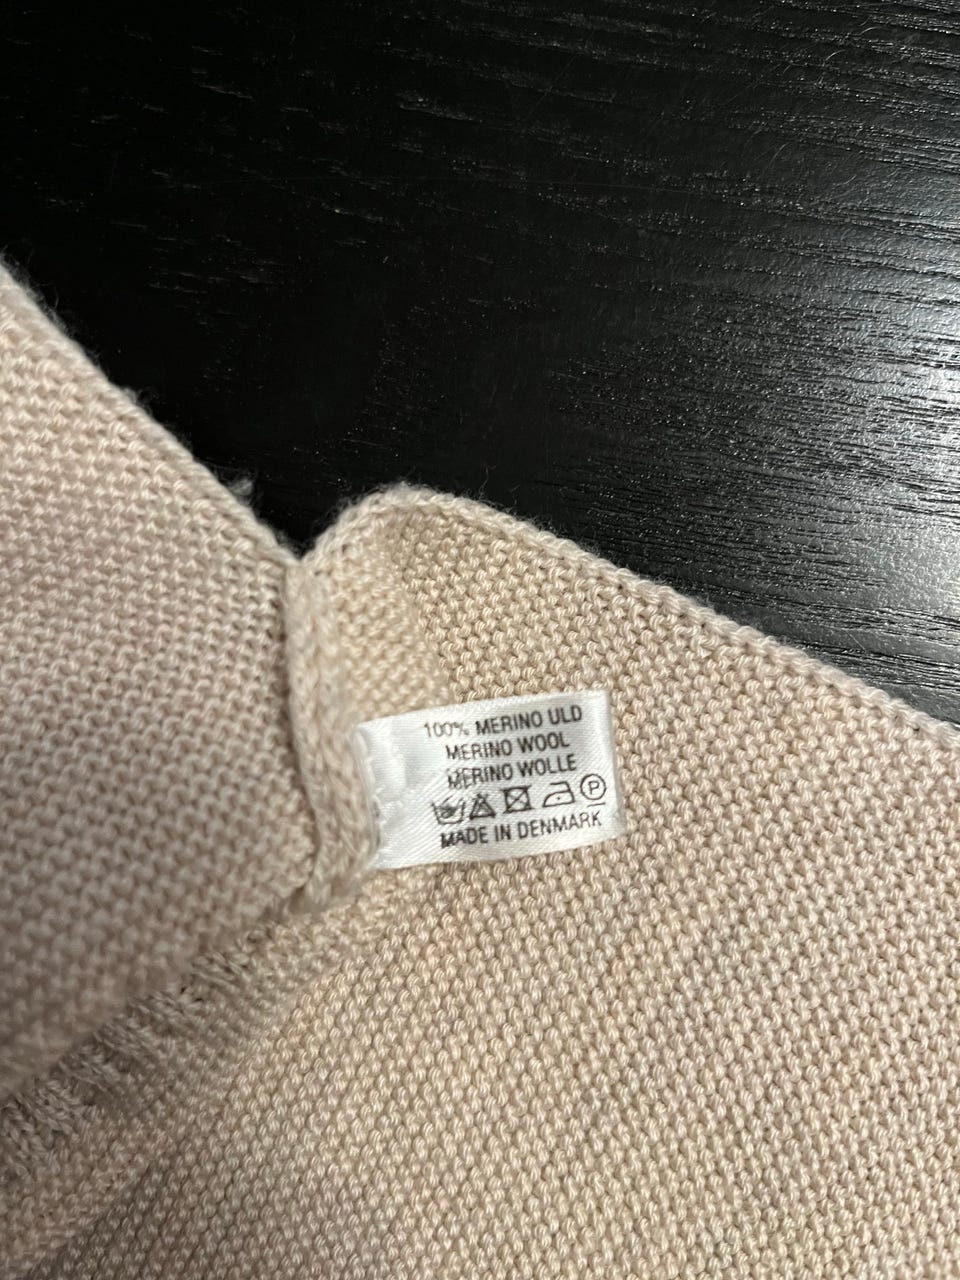 100% MERINO ULD
MERINO WOOL
MERINO WOLLE
P
MADE IN DENMARK